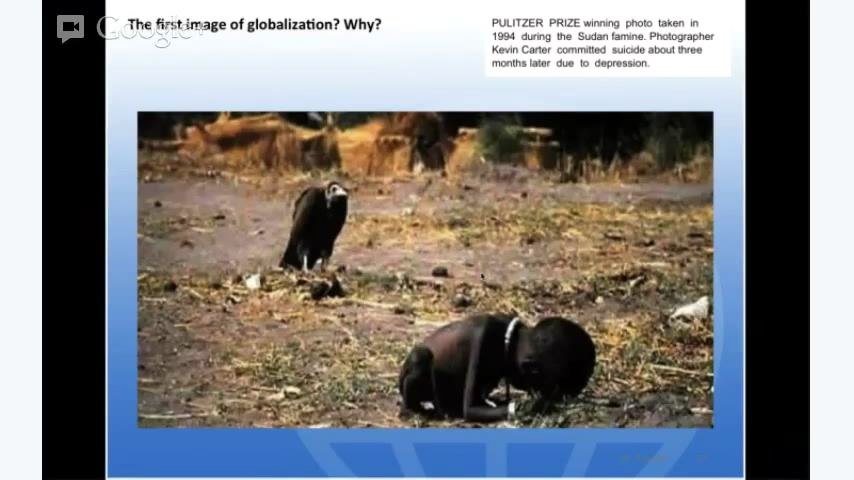 The first image of globalization? Why?
Google+
PULITZER PRIZE winning photo taken in
1994 during the Sudan famine. Photographer
Kevin Carter committed suicide about three
months later due to depression.